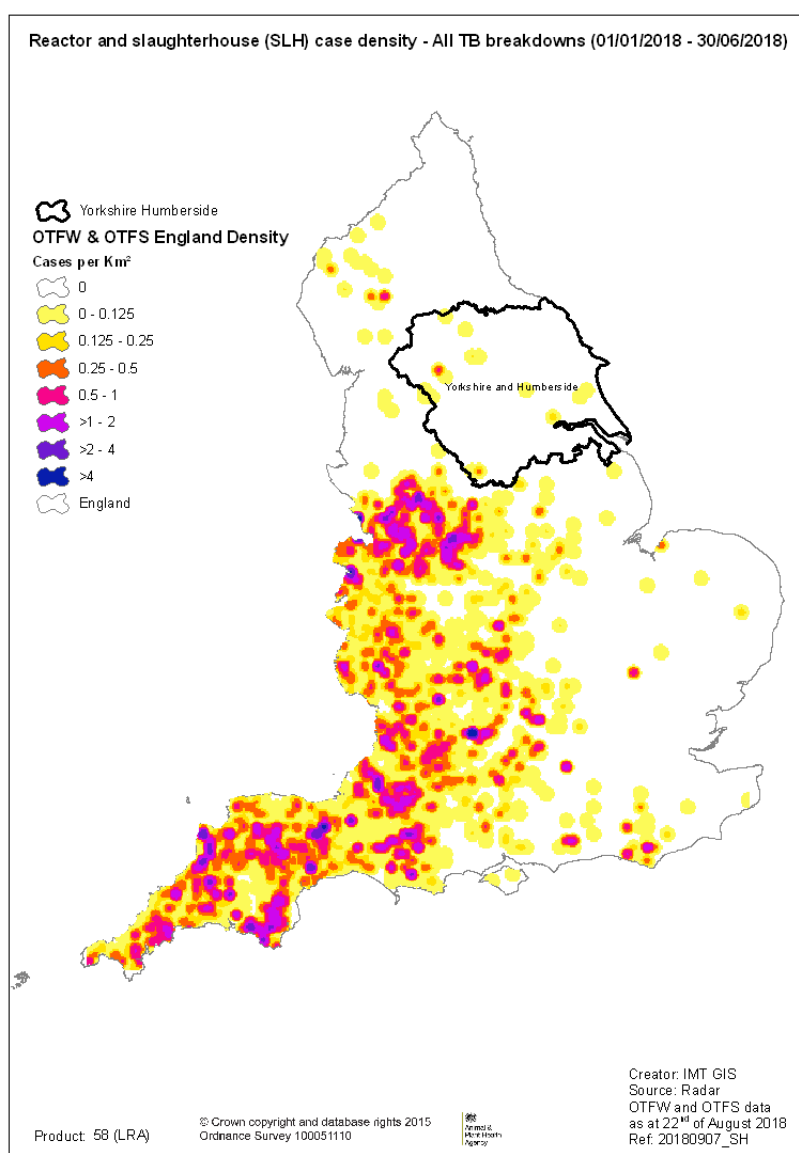 Reactor and slaughterhouse (SLH) case density - All TB breakdowns (01/01/2018 - 30/06/2018)
Yorkshire Humberside
OTFW & OTFS England Density
Cases per Km²
0
0 - 0.125
0.125 - 0.25
0.25 - 0.5
0.5 - 1
>1 - 2
>2 - 4
>4
England
Yorkshire and Humberside
Product: 58 (LRA)
© Crown copyright and database rights 2015
Ordnance Survey 100051110
Animal &
Plant Health
Agency
Creator: IMT GIS
Source: Radar
OTFW and OTFS data
as at 22ⁿᵈ of August 2018
Ref: 20180907_SH